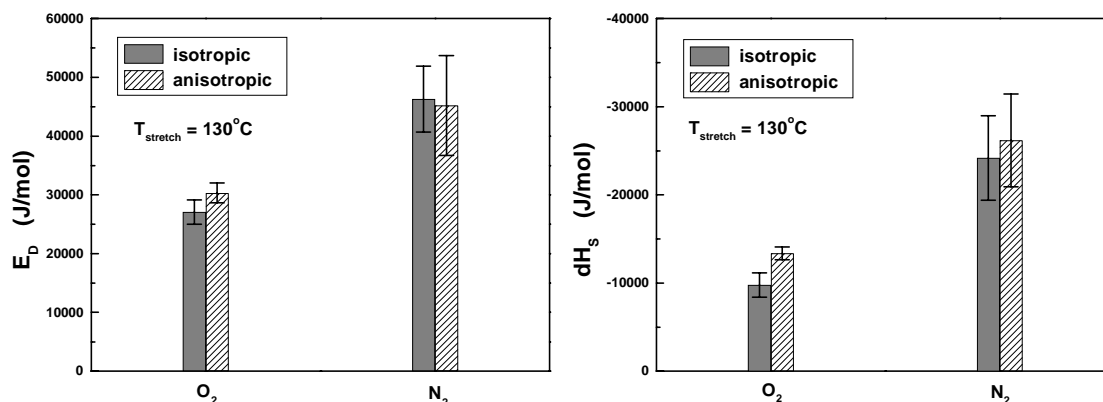 60000
50000
40000
30000
20000
10000
0
E_D (J/mol)
isotropic
anisotropic
T_stretch = 130°C
O₂
N₂
-40000
-30000
-20000
-10000
0
dH_S (J/mol)
isotropic
anisotropic
T_stretch = 130°C
O₂
N₂